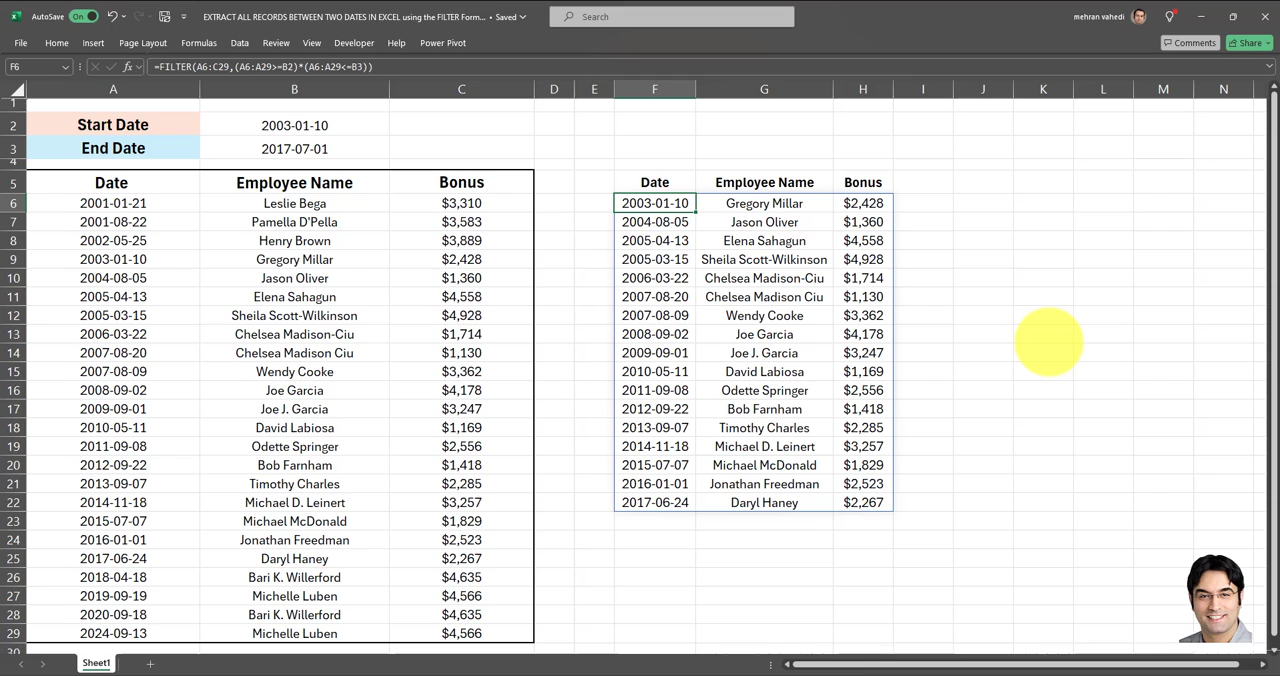 AutoSave On EXTRACT ALL RECORDS BETWEEN TWO DATES IN EXCEL using the FILTER Form... • Saved Search mehran vahedi
File Home Insert Draw Page Layout Formulas Data Review View Developer Help Power Pivot Comments Share
F6 fx =FILTER(A6:C29,(A6:A29>=B2)*(A6:A29<=B3))
A B C D E F G H I J K L M N
1
2 Start Date 2003-01-10
3 End Date 2017-07-01
4
5 Date Employee Name Bonus Date Employee Name Bonus
6 2001-01-21 Leslie Bega $3,310 2003-01-10 Gregory Millar $2,428
7 2001-08-22 Pamella D'Pella $3,583 2004-08-05 Jason Oliver $1,360
8 2002-05-25 Henry Brown $3,889 2005-04-13 Elena Sahagun $4,558
9 2003-01-10 Gregory Millar $2,428 2005-03-15 Sheila Scott-Wilkinson $4,928
10 2004-08-05 Jason Oliver $1,360 2006-03-22 Chelsea Madison-Ciu $1,714
11 2005-04-13 Elena Sahagun $4,558 2007-08-20 Chelsea Madison Ciu $1,130
12 2005-03-15 Sheila Scott-Wilkinson $4,928 2007-08-09 Wendy Cooke $3,362
13 2006-03-22 Chelsea Madison-Ciu $1,714 2008-09-02 Joe Garcia $4,178
14 2007-08-20 Chelsea Madison Ciu $1,130 2009-09-01 Joe J. Garcia $3,247
15 2007-08-09 Wendy Cooke $3,362 2010-05-11 David Labiosa $1,169
16 2008-09-02 Joe Garcia $4,178 2011-09-08 Odette Springer $2,556
17 2009-09-01 Joe J. Garcia $3,247 2012-09-22 Bob Farnham $1,418
18 2010-05-11 David Labiosa $1,169 2013-09-07 Timothy Charles $2,285
19 2011-09-08 Odette Springer $2,556 2014-11-18 Michael D. Leinert $3,257
20 2012-09-22 Bob Farnham $1,418 2015-07-07 Michael McDonald $1,829
21 2013-09-07 Timothy Charles $2,285 2016-01-01 Jonathan Freedman $2,523
22 2014-11-18 Michael D. Leinert $3,257 2017-06-24 Daryl Haney $2,267
23 2015-07-07 Michael McDonald $1,829
24 2016-01-01 Jonathan Freedman $2,523
25 2017-06-24 Daryl Haney $2,267
26 2018-04-18 Bari K. Willerford $4,635
27 2019-09-19 Michelle Luben $4,566
28 2020-09-18 Bari K. Willerford $4,635
29 2024-09-13 Michelle Luben $4,566
30
Sheet1